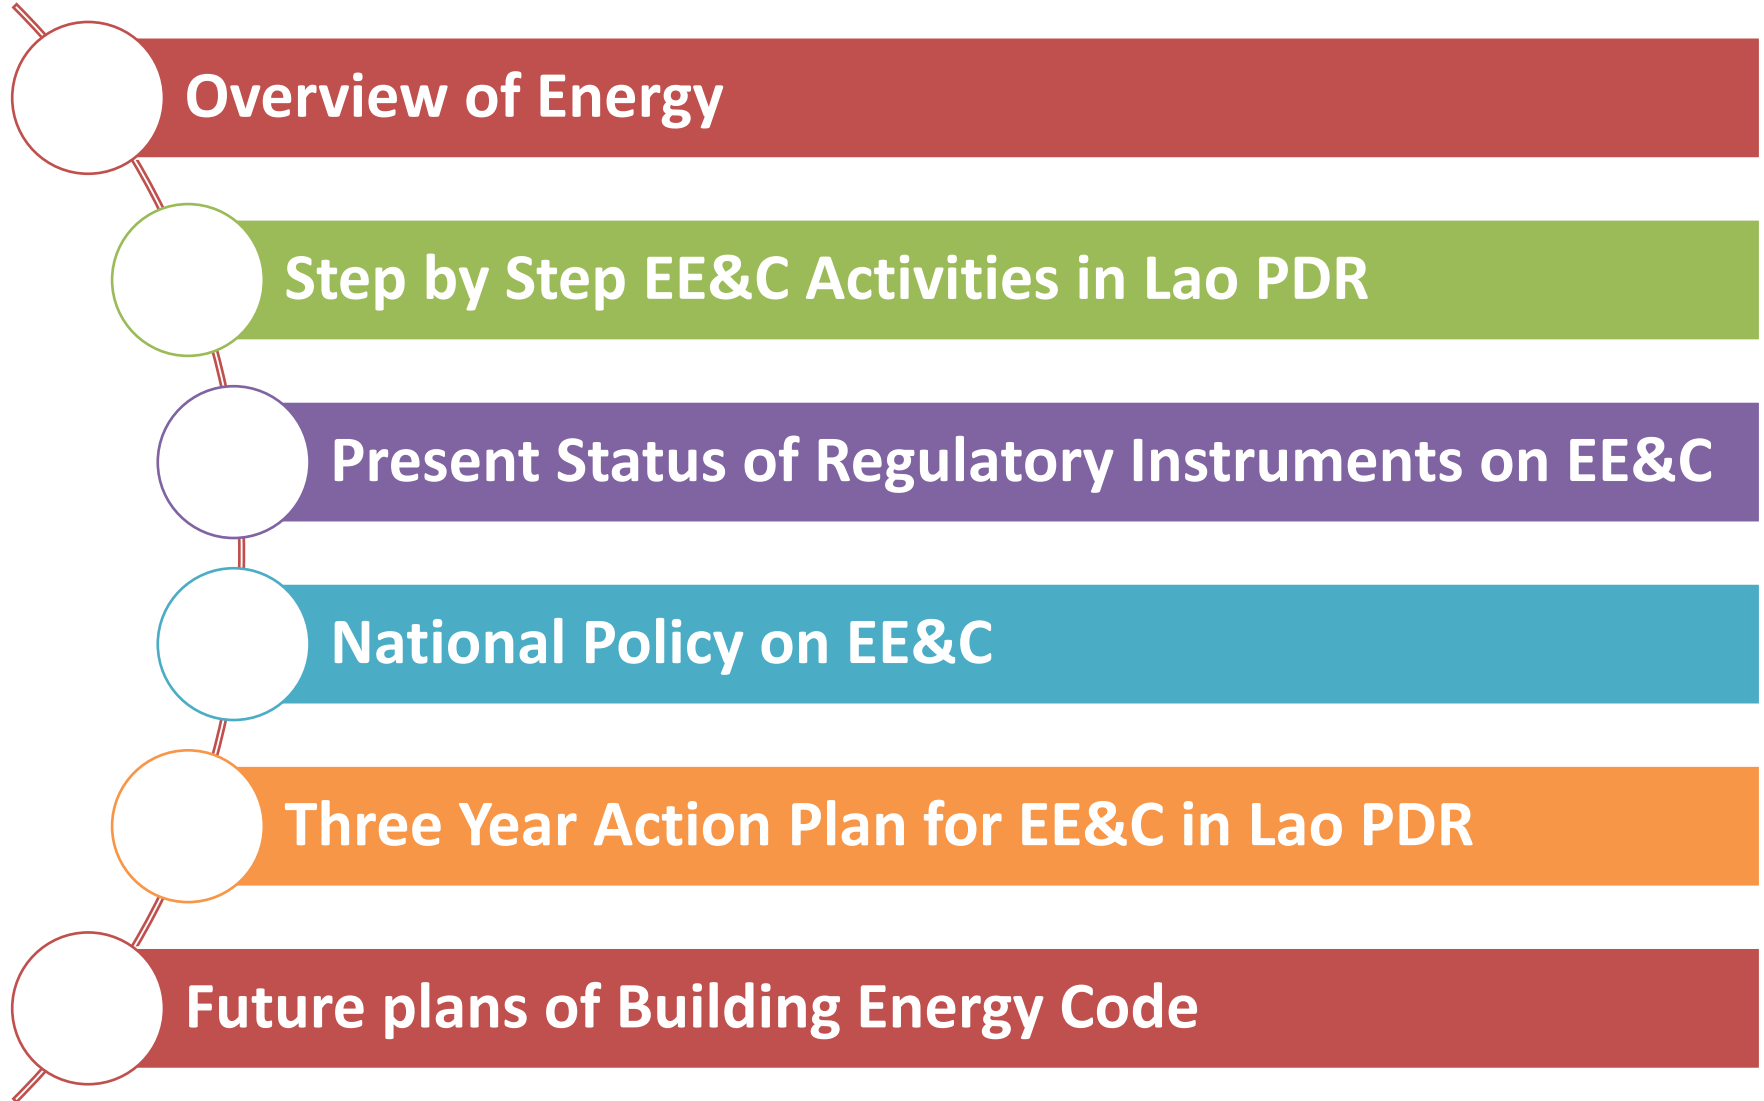 Overview of Energy
Step by Step EE&C Activities in Lao PDR
Present Status of Regulatory Instruments on EE&C
National Policy on EE&C
Three Year Action Plan for EE&C in Lao PDR
Future plans of Building Energy Code